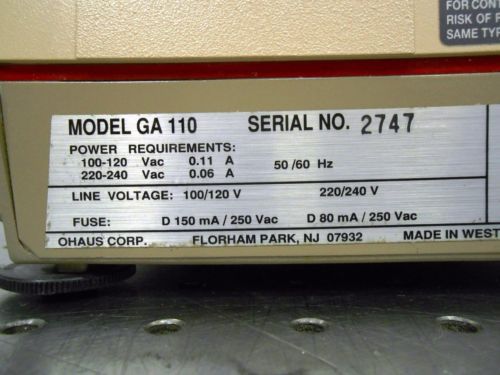 FOR CONT
RISK OF F
SAME TYP
MODEL GA 110 SERIAL NO. 2747
POWER REQUIREMENTS:
100-120 Vac 0.11 A 50/60 Hz
220-240 Vac 0.06 A
LINE VOLTAGE: 100/120 V 220/240 V
FUSE: D 150 mA / 250 Vac D 80 mA / 250 Vac
OHAUS CORP. FLORHAM PARK, NJ 07932 MADE IN WEST